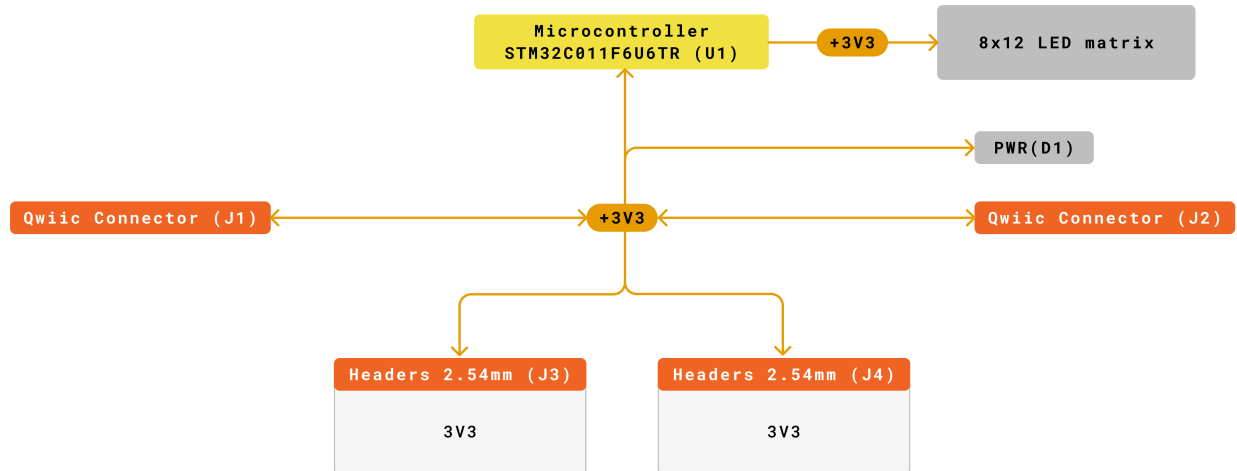 Microcontroller
STM32C011F6U6TR (U1)
+3V3
8x12 LED matrix
PWR(D1)
Qwiic Connector (J1)
+3V3
Qwiic Connector (J2)
Headers 2.54mm (J3)
Headers 2.54mm (J4)
3V3
3V3